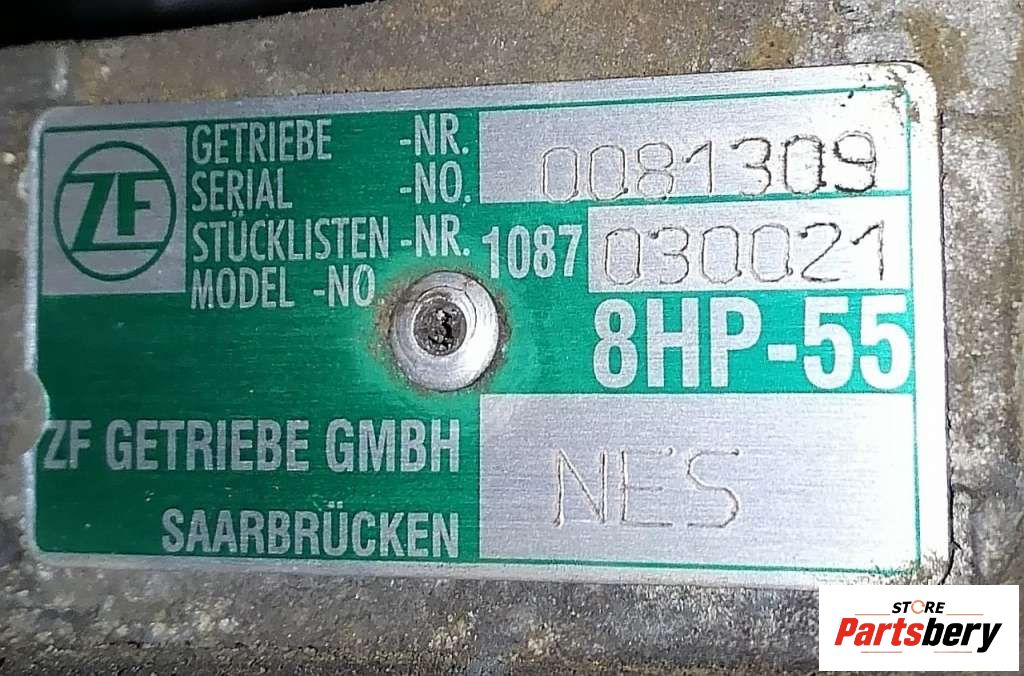 ZF
GETRIEBE -NR. 0081309
SERIAL -NO.
STÜCKLISTEN -NR. 1087 030021
MODEL -NO
8HP-55
ZF GETRIEBE GMBH
NES
SAARBRÜCKEN
STORE
Partsbery